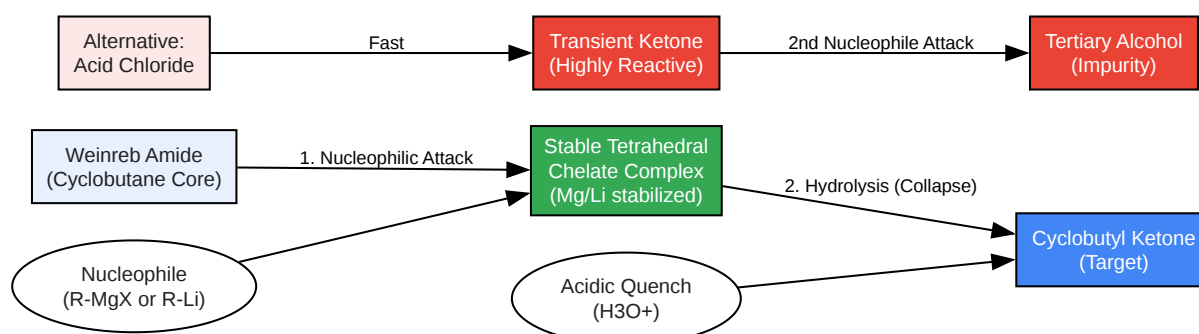 Alternative:
Acid Chloride
Fast
Transient Ketone
(Highly Reactive)
2nd Nucleophile Attack
Tertiary Alcohol
(Impurity)
Weinreb Amide
(Cyclobutane Core)
1. Nucleophilic Attack
Stable Tetrahedral
Chelate Complex
(Mg/Li stabilized)
2. Hydrolysis (Collapse)
Cyclobutyl Ketone
(Target)
Nucleophile
(R-MgX or R-Li)
Acidic Quench
(H3O+)